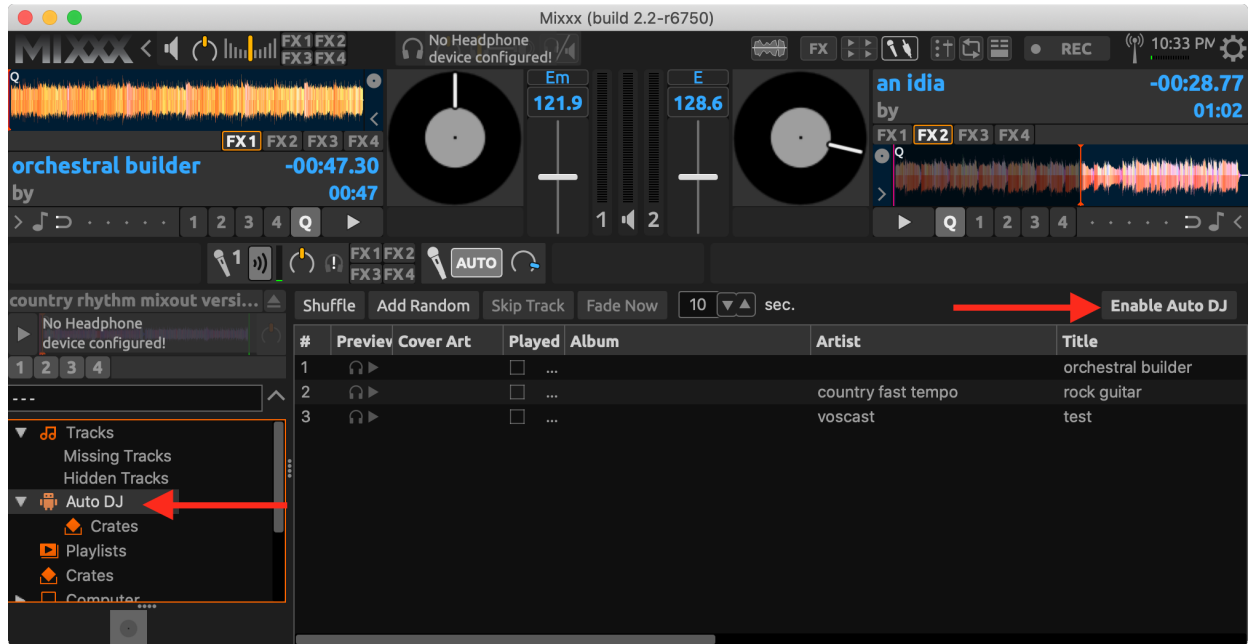 Mixxx (build 2.2-r6750)
MIXXX
FX1 FX2
FX3 FX4
No Headphone
device configured!
FX
REC
10:33 PM
Em
121.9
E
128.6
an idia
-00:28.77
by
01:02
FX1 FX2 FX3 FX4
Q
FX1 FX2 FX3 FX4
orchestral builder
-00:47.30
by
00:47
Q
1 2 3 4 Q
1 2
Q 1 2 3 4
1
FX1 FX2
FX3 FX4
AUTO
country rhythm mixout versi...
No Headphone
device configured!
1 2 3 4
---
Tracks
Missing Tracks
Hidden Tracks
Auto DJ
Crates
Playlists
Crates
Computer
Shuffle Add Random Skip Track Fade Now 10 sec. Enable Auto DJ
# Preview Cover Art Played Album Artist Title
1 ... orchestral builder
2 ... country fast tempo rock guitar
3 ... voscast test